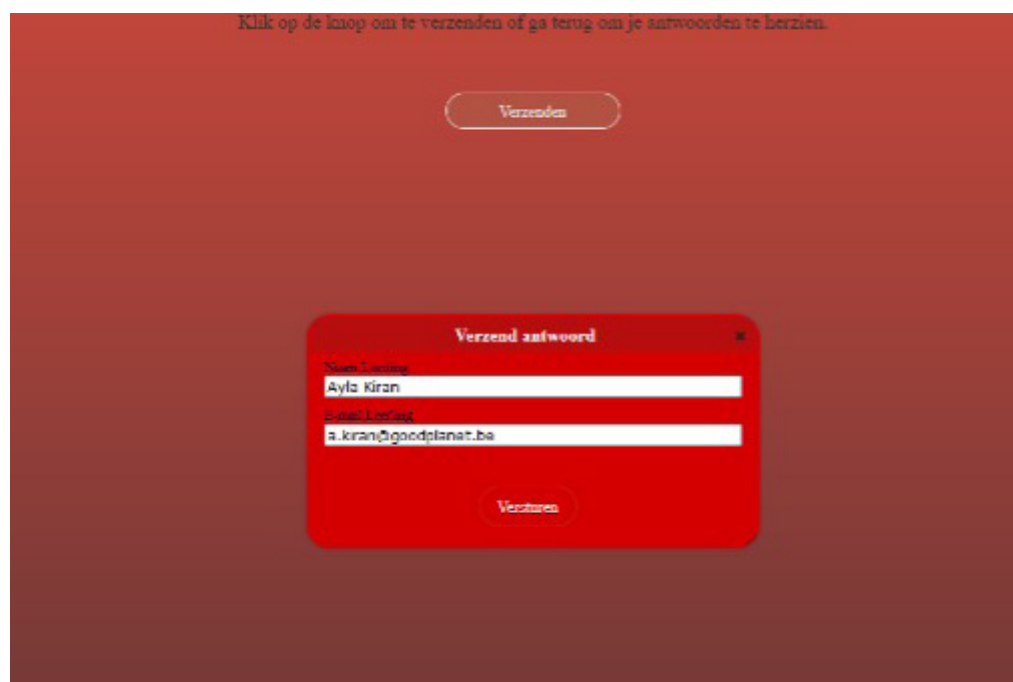 Klik op de knop om te verzenden of ga terug om je antwoorden te herzien.
Verzenden
Verzend antwoord
Naam Leerling
Ayla Kiran
E-mail Leerling
a.kiran@goodplanet.be
Versturen